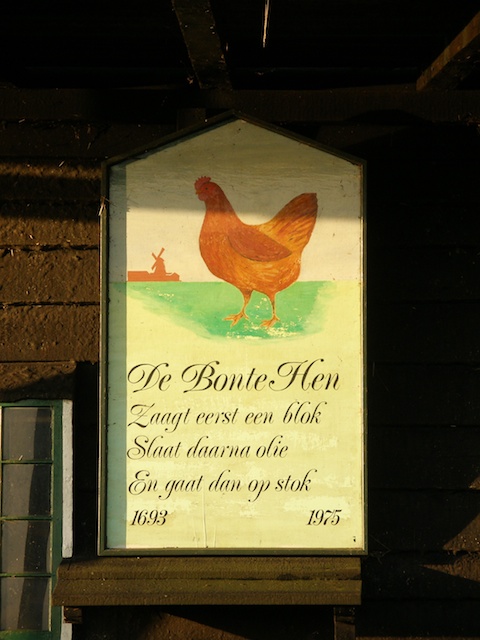 De Bonte Hen
Zaagt eerst een blok
Slaat daarna olie
En gaat dan op stok
1693 1975